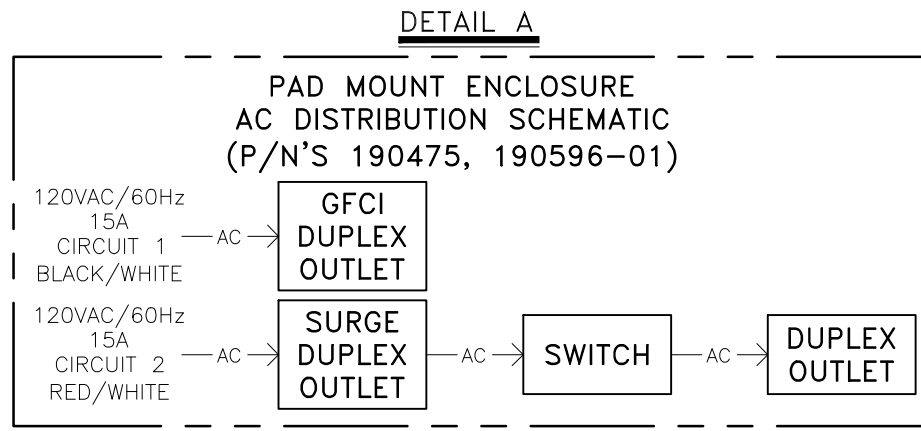 DETAIL A
PAD MOUNT ENCLOSURE
AC DISTRIBUTION SCHEMATIC
(P/N'S 190475, 190596-01)
120VAC/60Hz
15A
CIRCUIT 1
BLACK/WHITE
AC
GFCI
DUPLEX
OUTLET
120VAC/60Hz
15A
CIRCUIT 2
RED/WHITE
AC
SURGE
DUPLEX
OUTLET
AC
SWITCH
AC
DUPLEX
OUTLET